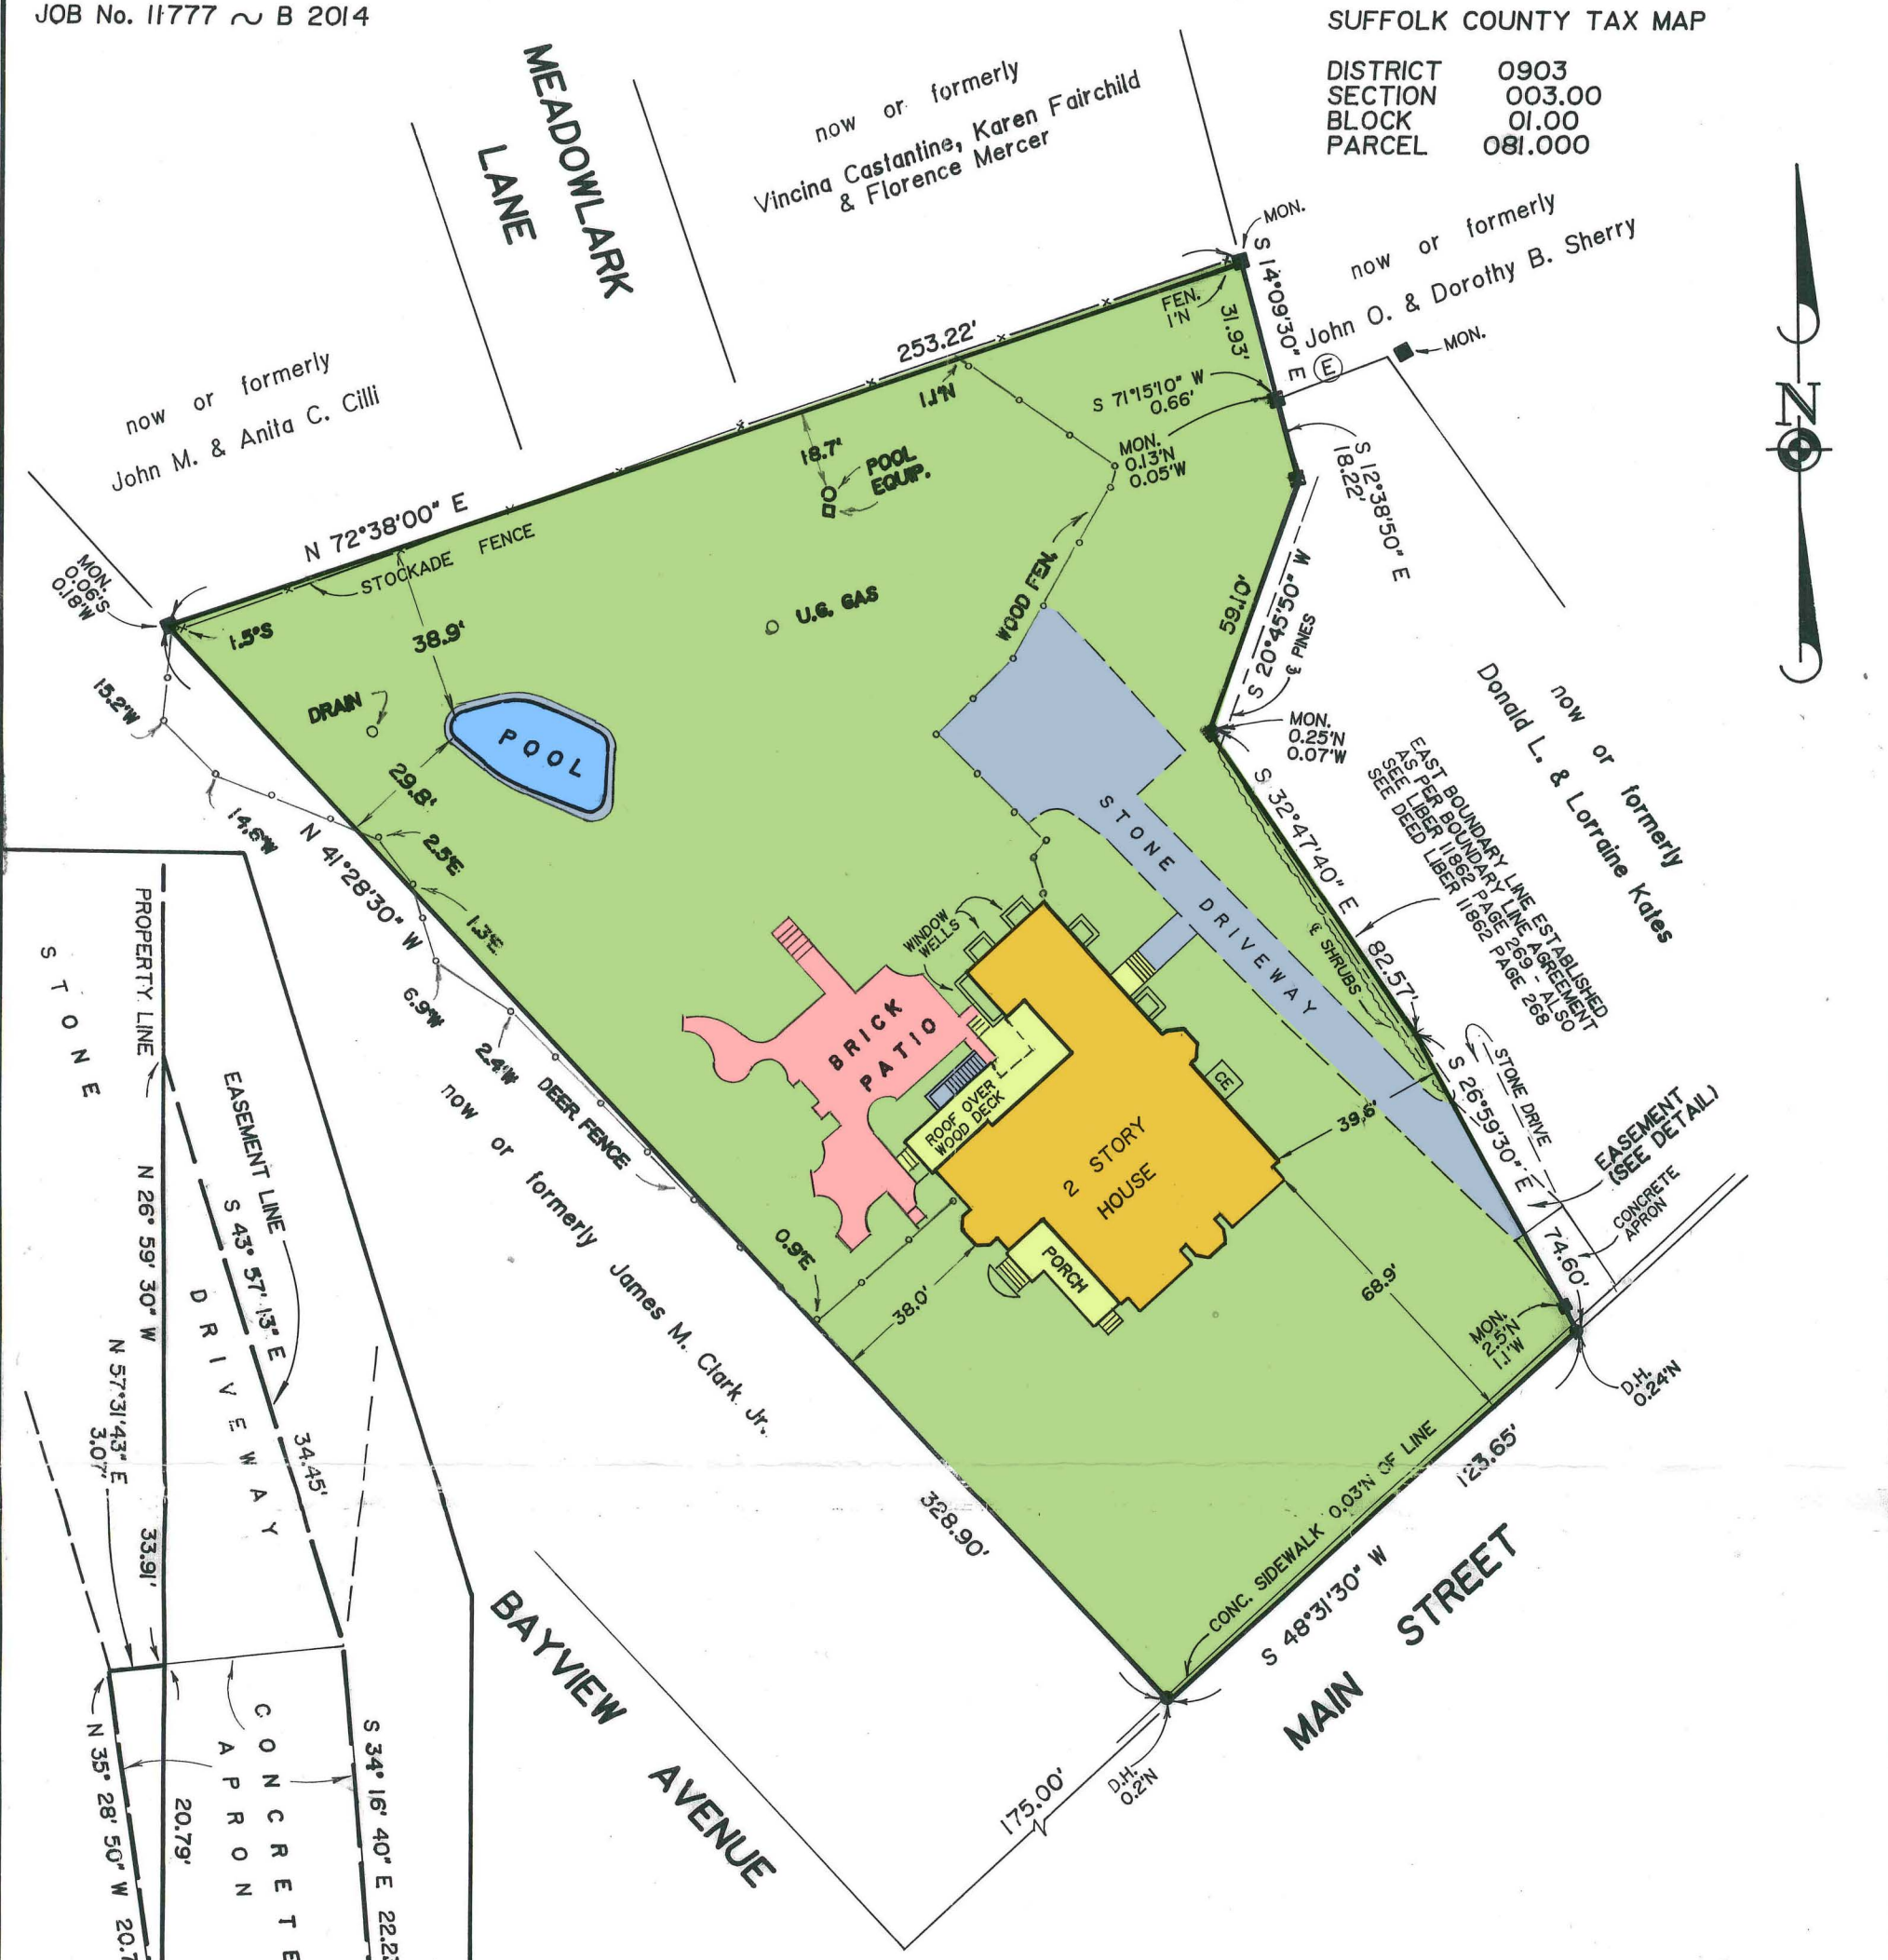 JOB No. 11777 ~ B 2014
SUFFOLK COUNTY TAX MAP
DISTRICT 0903
SECTION 003.00
BLOCK 01.00
PARCEL 081.000
MEADOWLARK
LANE
now or formerly
Vincina Castantine, Karen Fairchild
& Florence Mercer
MON.
S 14°09'30" E
31.93'
now or formerly
John O. & Dorothy B. Sherry
E
MON.
FEN.
1'N
253.22'
1.1'N
S 71°15'10" W
0.66'
MON.
0.13'N
0.05'W
S 12°38'50" E
18.22'
N
now or formerly
John M. & Anita C. Cilli
N 72°38'00" E
STOCKADE FENCE
18.7'
POOL
EQUIP.
MON.
0.06'S
0.18'W
1.5'S
38.9'
U.G. GAS
WOOD FEN.
59.10'
S 20°45'50" W
℄ PINES
15.2'W
DRAIN
POOL
29.8'
MON.
0.25'N
0.07'W
now or formerly
Donald L. & Lorraine Kates
14.6'W
N 41°28'30" W
2.5'E
1.3'E
STONE DRIVEWAY
S 32°47'40" E
82.57'
℄ SHRUBS
EAST BOUNDARY LINE ESTABLISHED
AS PER BOUNDARY LINE AGREEMENT
SEE LIBER 11862 PAGE 269 - ALSO
SEE DEED LIBER 11862 PAGE 268
WINDOW
WELLS
6.9'W
2.4'W
DEER FENCE
BRICK
PATIO
ROOF OVER
WOOD DECK
CE
2 STORY
HOUSE
PORCH
39.6'
S 26°59'30" E
74.60'
STONE DRIVE
EASEMENT
(SEE DETAIL)
CONCRETE
APRON
now or formerly James M. Clark Jr.
0.9'E
38.0'
68.9'
MON.
2.5'N
1.1'W
D.H.
0.24'N
328.90'
CONC. SIDEWALK 0.03'N OF LINE
123.65'
S 48°31'30" W
MAIN STREET
D.H.
0.2'N
175.00'
BAYVIEW
AVENUE
STONE
DRIVEWAY
PROPERTY LINE
N 26° 59' 30" W
EASEMENT LINE
S 43° 57' 13" E
34.45'
N 57°31'43" E
3.07'
33.91'
CONCRETE
APRON
N 35° 28' 50" W 20.7
20.79'
S 34° 16' 40" E 22.2